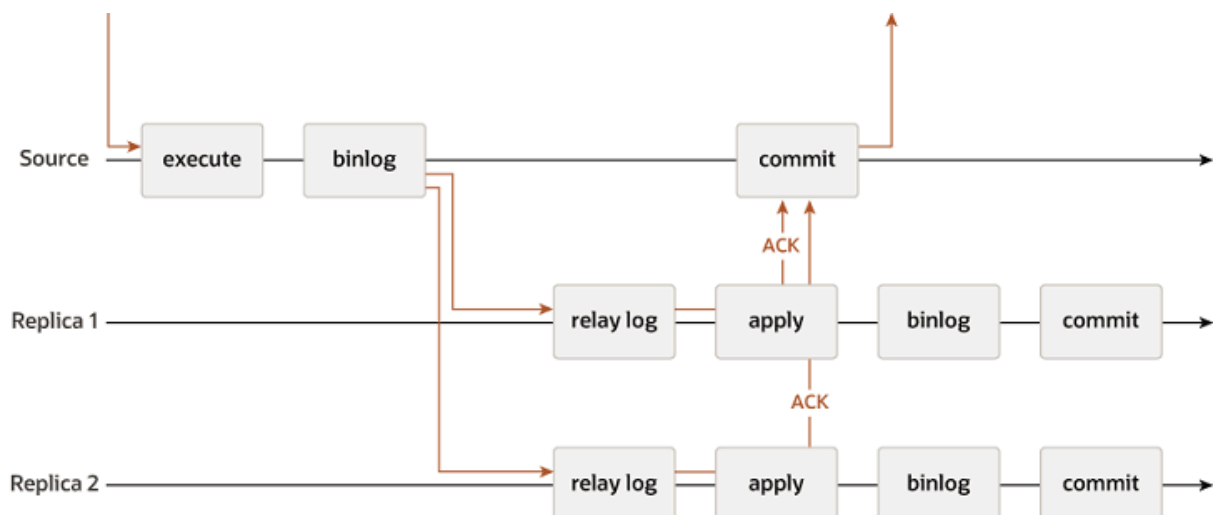 Source execute binlog commit
ACK
Replica 1 relay log apply binlog commit
ACK
Replica 2 relay log apply binlog commit